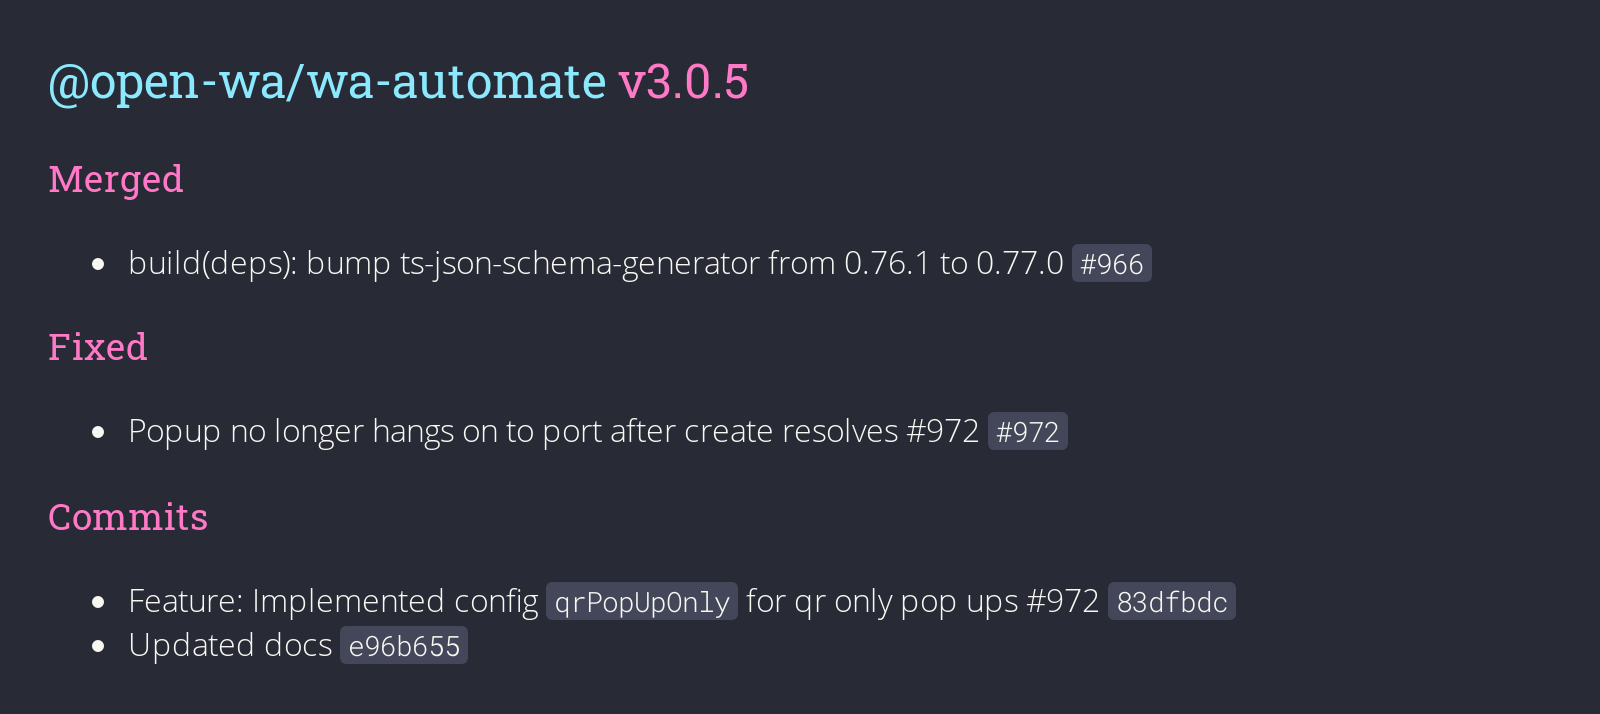 @open-wa/wa-automate v3.0.5
Merged
build(deps): bump ts-json-schema-generator from 0.76.1 to 0.77.0 #966
Fixed
Popup no longer hangs on to port after create resolves #972 #972
Commits
Feature: Implemented config qrPopUpOnly for qr only pop ups #972 83dfbdc
Updated docs e96b655